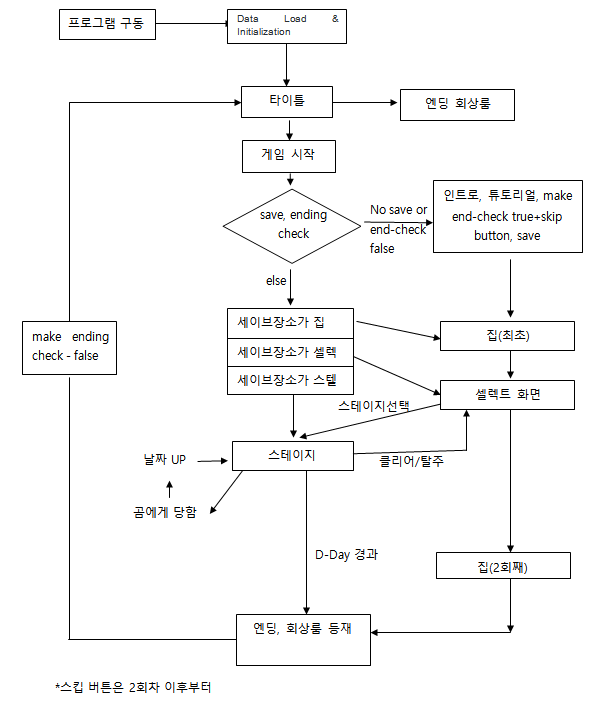 프로그램 구동
Data Load &
Initialization
타이틀
엔딩 회상룸
게임 시작
save, ending
check
No save or
end-check
false
인트로, 튜토리얼, make
end-check true+skip
button, save
else
세이브장소가 집
세이브장소가 셀렉
세이브장소가 스텔
집(최초)
make ending
check - false
셀렉트 화면
스테이지선택
스테이지
클리어/탈주
날짜 UP
곰에게 당함
D-Day 경과
집(2회째)
엔딩, 회상룸 등재
*스킵 버튼은 2회차 이후부터